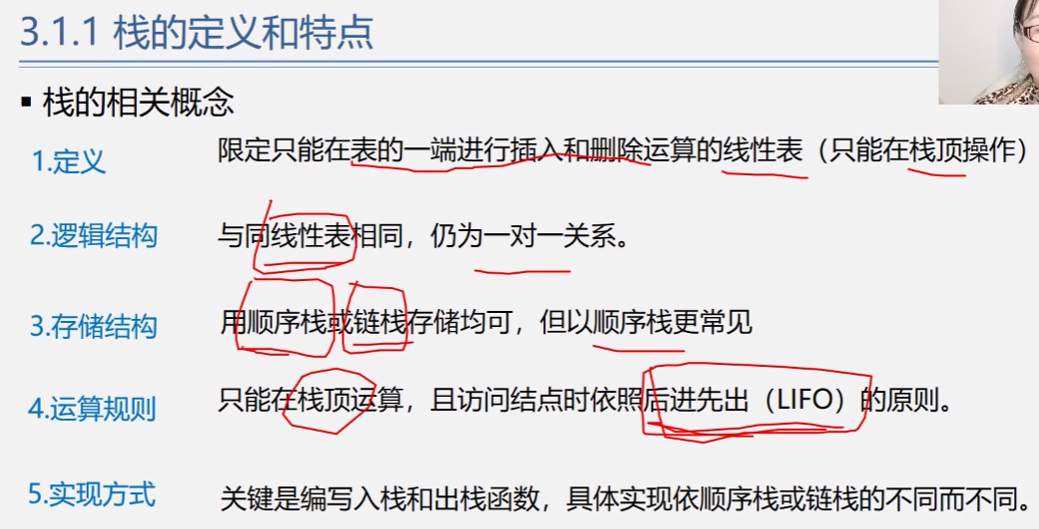 3.1.1 栈的定义和特点
▪ 栈的相关概念
1.定义 限定只能在表的一端进行插入和删除运算的线性表（只能在栈顶操作）
2.逻辑结构 与同线性表相同，仍为一对一关系。
3.存储结构 用顺序栈或链栈存储均可，但以顺序栈更常见
4.运算规则 只能在栈顶运算，且访问结点时依照后进先出（LIFO）的原则。
5.实现方式 关键是编写入栈和出栈函数，具体实现依顺序栈或链栈的不同而不同。